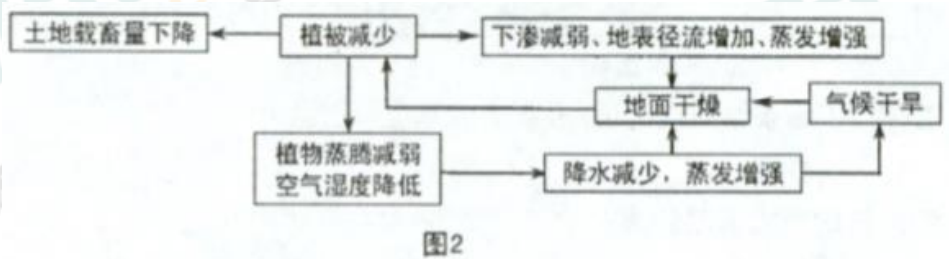 土地载畜量下降
植被减少
下渗减弱、地表径流增加、蒸发增强
地面干燥
气候干旱
植物蒸腾减弱
空气湿度降低
降水减少，蒸发增强
图2